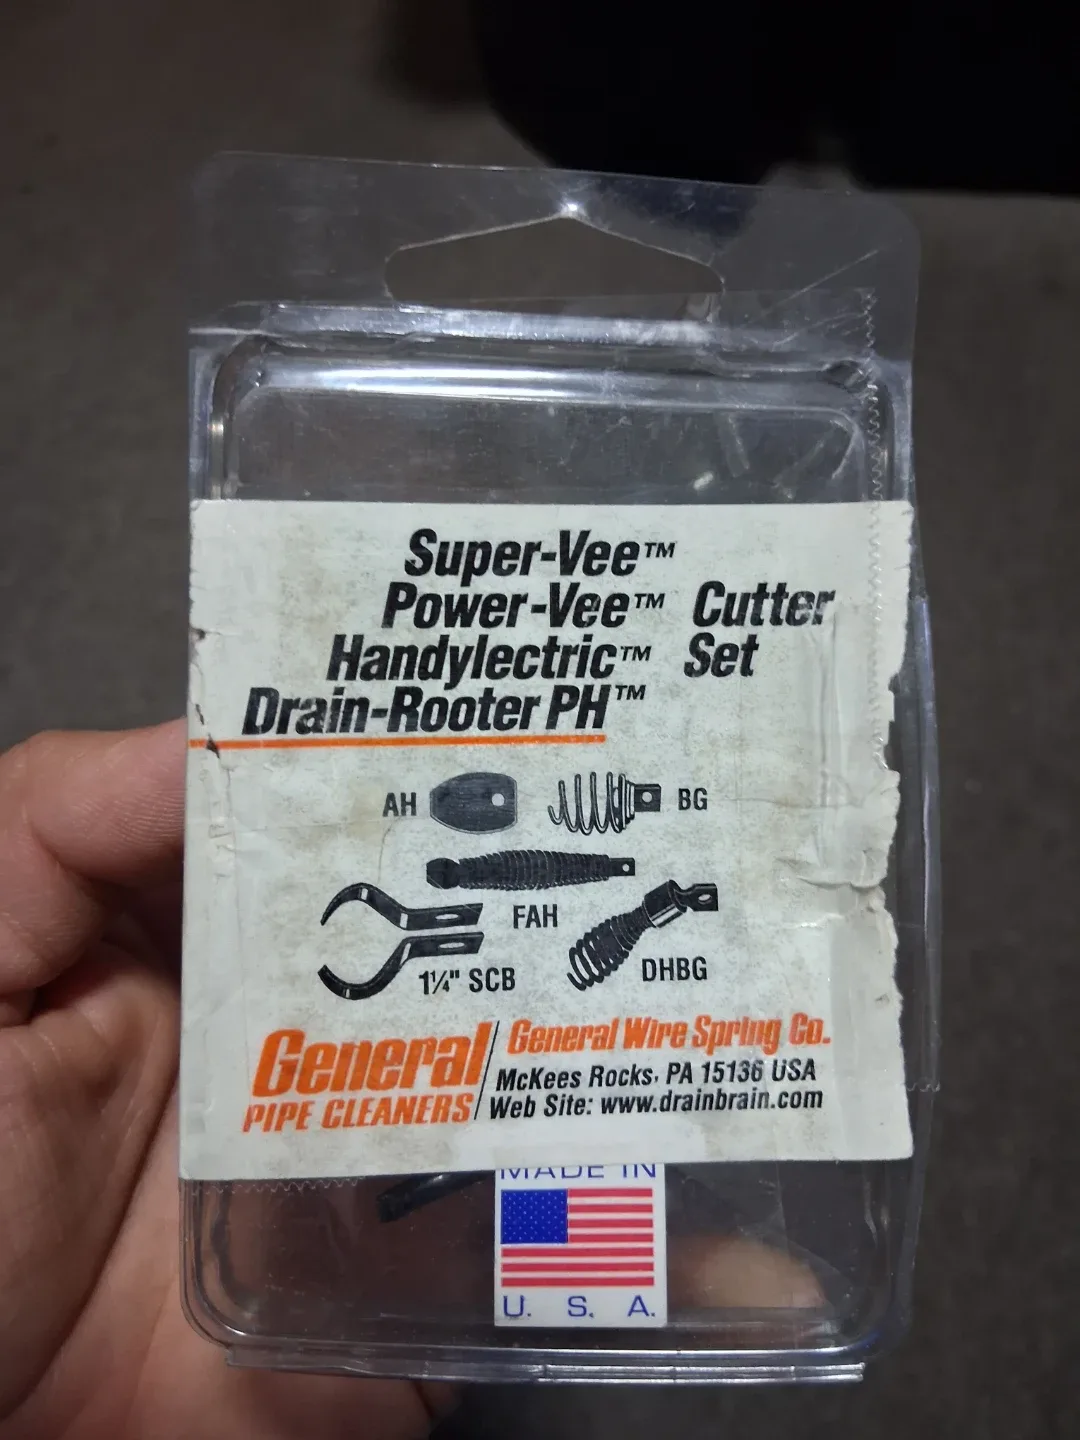 Super-Vee™
Power-Vee™ Cutter
Handylectric™ Set
Drain-Rooter PH™
AH
BG
FAH
1¼" SCB
DHBG
General
PIPE CLEANERS
General Wire Spring Co.
McKees Rocks, PA 15136 USA
Web Site: www.drainbrain.com
MADE IN
U. S. A.